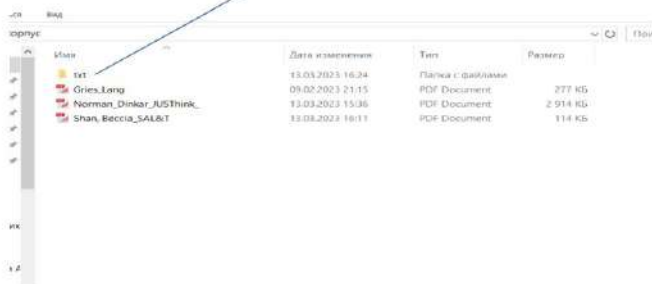 Вид
Имя Дата изменения Тип Размер
txt 13.03.2023 16:24 Папка с файлами
Gries_Lang 09.02.2023 21:15 PDF Document 277 КБ
Norman_Dinkar_JUSThink_ 13.03.2023 15:36 PDF Document 2 914 КБ
Shan, Beccia_SAL&T 13.03.2023 16:11 PDF Document 114 КБ